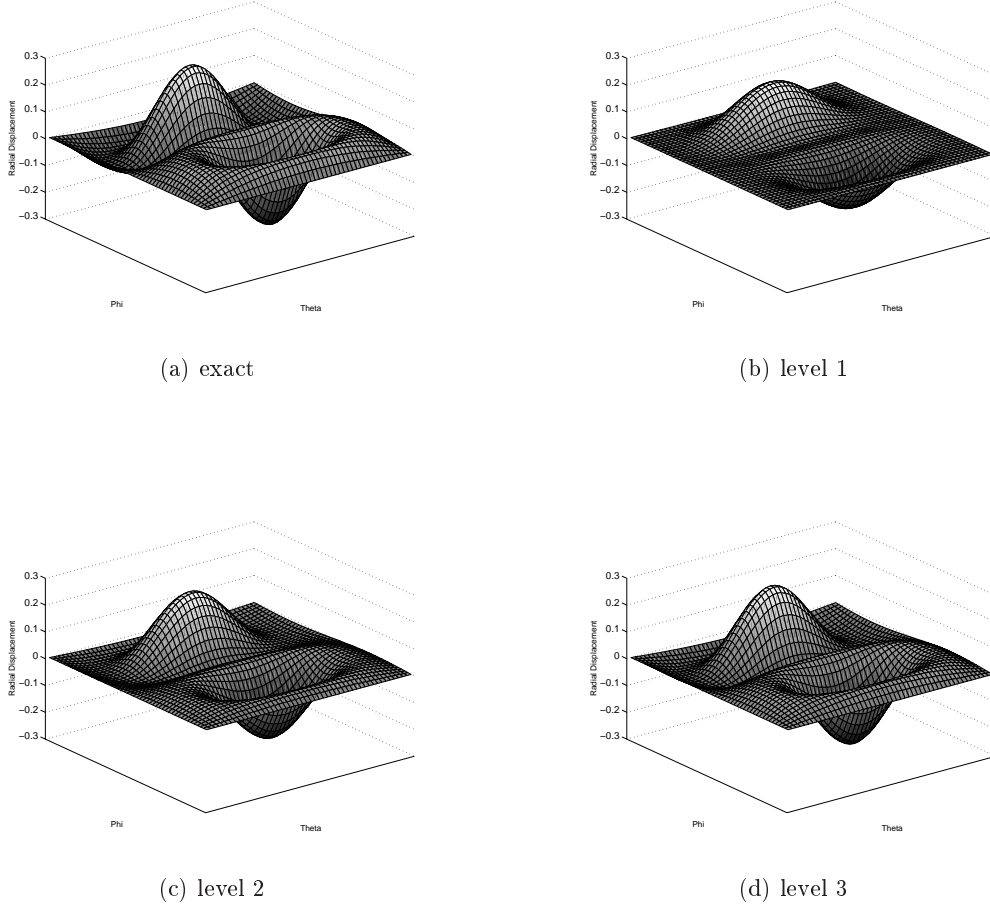 0.3
0.2
0.1
0
−0.1
−0.2
−0.3
Radial Displacement
Phi
Theta
(a) exact
0.3
0.2
0.1
0
−0.1
−0.2
−0.3
Radial Displacement
Phi
Theta
(b) level 1
0.3
0.2
0.1
0
−0.1
−0.2
−0.3
Radial Displacement
Phi
Theta
(c) level 2
0.3
0.2
0.1
0
−0.1
−0.2
−0.3
Radial Displacement
Phi
Theta
(d) level 3